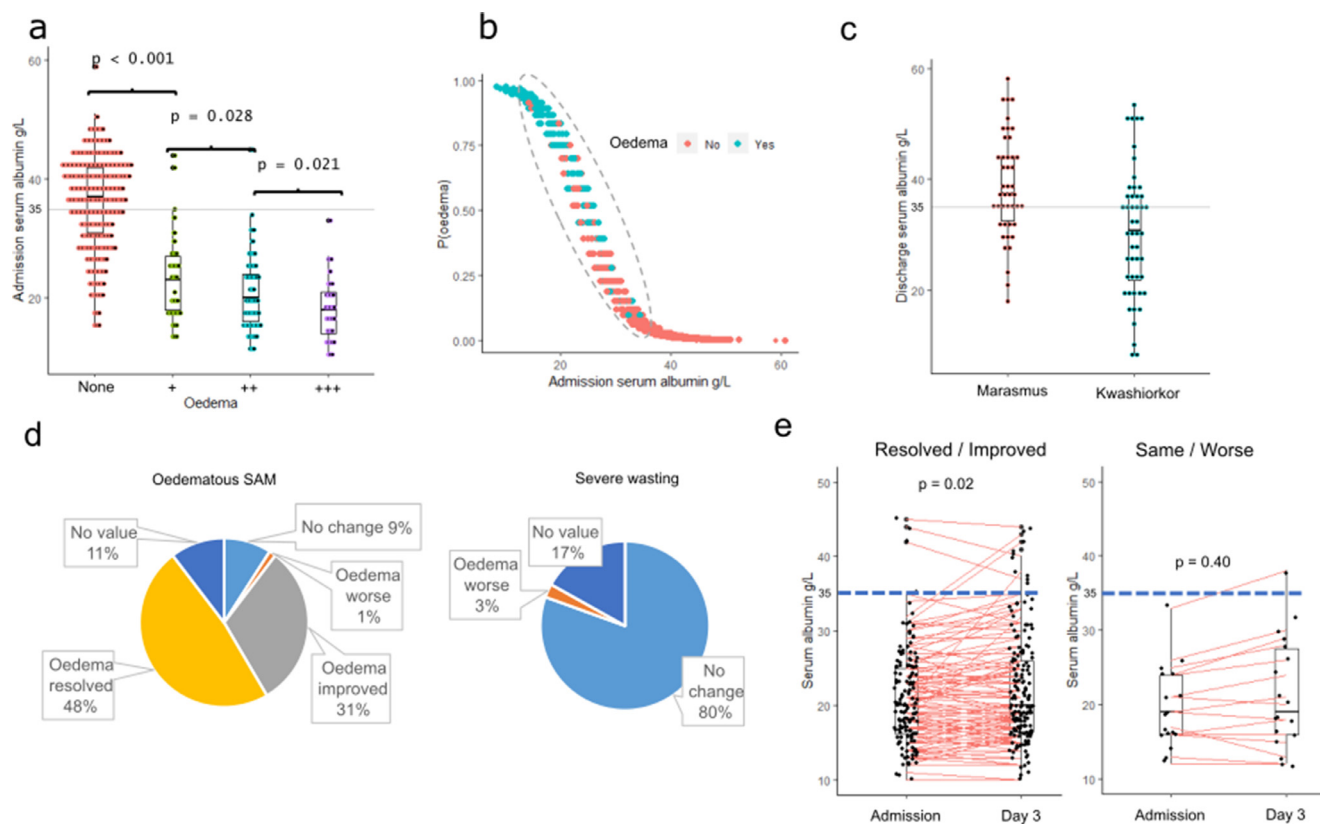 a
60
40
35
20
Admission serum albumin g/L
p < 0.001
p = 0.028
p = 0.021
None
+
++
+++
Oedema
b
1.00
0.75
0.50
0.25
0.00
P(oedema)
Oedema
No
Yes
20
40
60
Admission serum albumin g/L
c
60
40
35
20
Discharge serum albumin g/L
Marasmus
Kwashiorkor
d
Oedematous SAM
No value
11%
No change 9%
Oedema
worse
1%
Oedema
resolved
48%
Oedema
improved
31%
Severe wasting
No value
17%
Oedema
worse
3%
No
change
80%
e
Resolved / Improved
p = 0.02
50
40
35
30
20
10
Serum albumin g/L
Admission
Day 3
Same / Worse
p = 0.40
50
40
35
30
20
10
Serum albumin g/L
Admission
Day 3